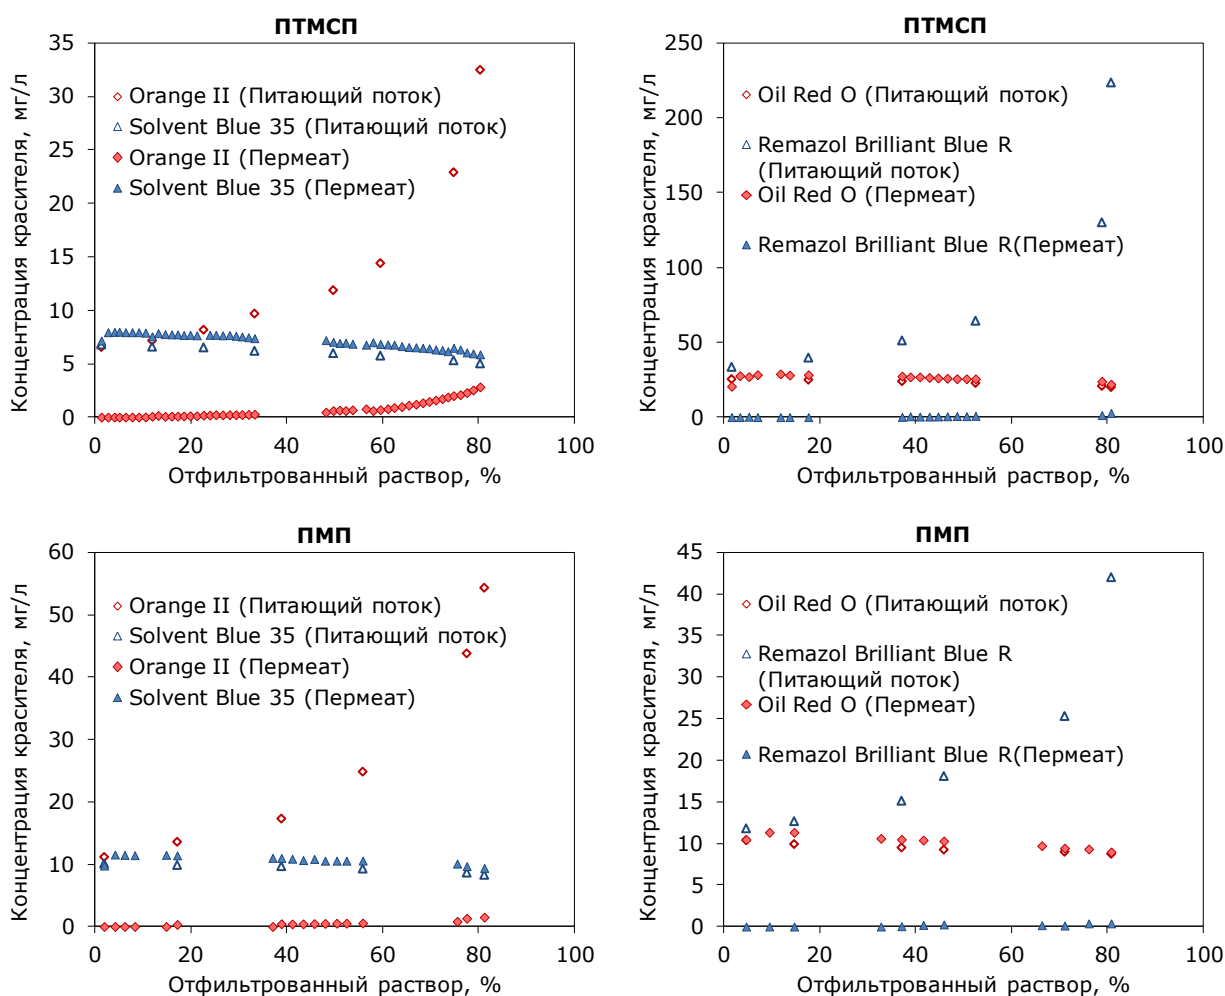 ПТМСП
Концентрация красителя, мг/л
35
30
25
20
15
10
5
0
Orange II (Питающий поток)
Solvent Blue 35 (Питающий поток)
Orange II (Пермеат)
Solvent Blue 35 (Пермеат)
0 20 40 60 80 100
Отфильтрованный раствор, %
ПТМСП
Концентрация красителя, мг/л
250
200
150
100
50
0
Oil Red O (Питающий поток)
Remazol Brilliant Blue R
(Питающий поток)
Oil Red O (Пермеат)
Remazol Brilliant Blue R(Пермеат)
0 20 40 60 80 100
Отфильтрованный раствор, %
ПМП
Концентрация красителя, мг/л
60
50
40
30
20
10
0
Orange II (Питающий поток)
Solvent Blue 35 (Питающий поток)
Orange II (Пермеат)
Solvent Blue 35 (Пермеат)
0 20 40 60 80 100
Отфильтрованный раствор, %
ПМП
Концентрация красителя, мг/л
45
40
35
30
25
20
15
10
5
0
Oil Red O (Питающий поток)
Remazol Brilliant Blue R
(Питающий поток)
Oil Red O (Пермеат)
Remazol Brilliant Blue R(Пермеат)
0 20 40 60 80 100
Отфильтрованный раствор, %